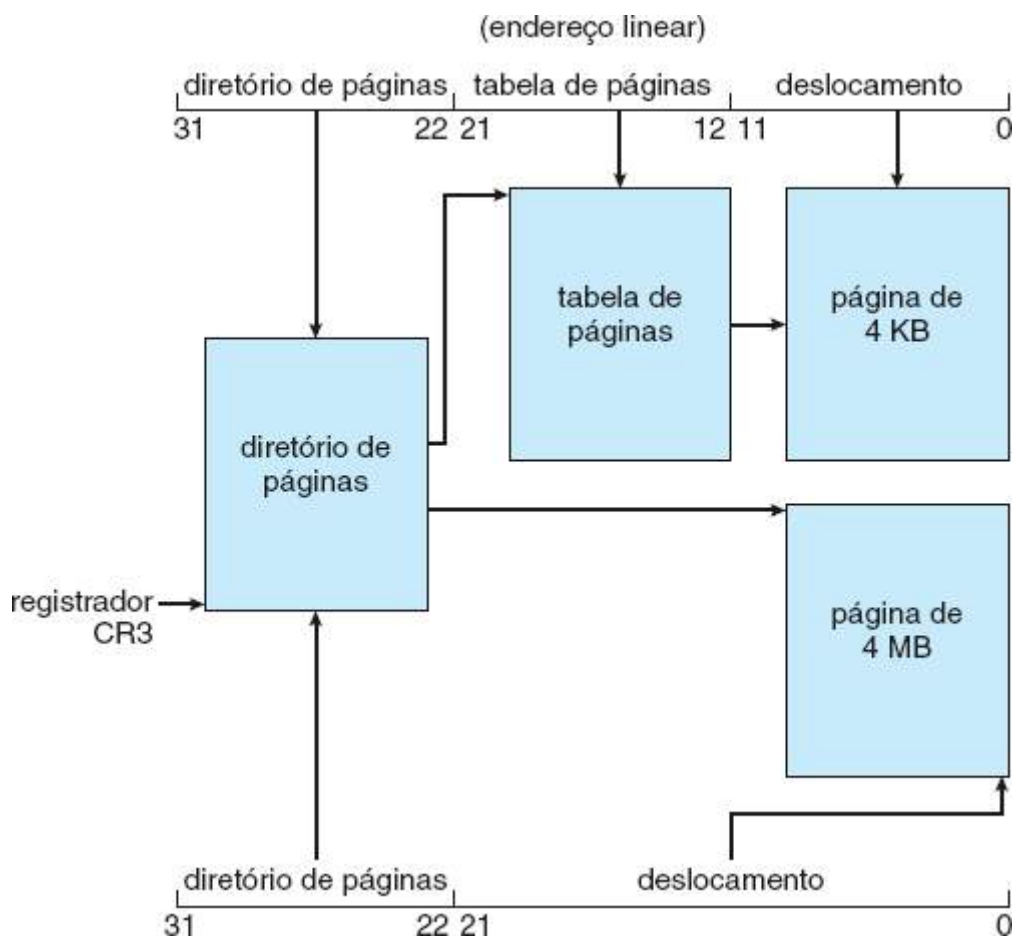 (endereço linear)
diretório de páginas tabela de páginas deslocamento
31 22 21 12 11 0
tabela de
páginas
página de
4 KB
diretório de
páginas
registrador
CR3
página de
4 MB
diretório de páginas deslocamento
31 22 21 0